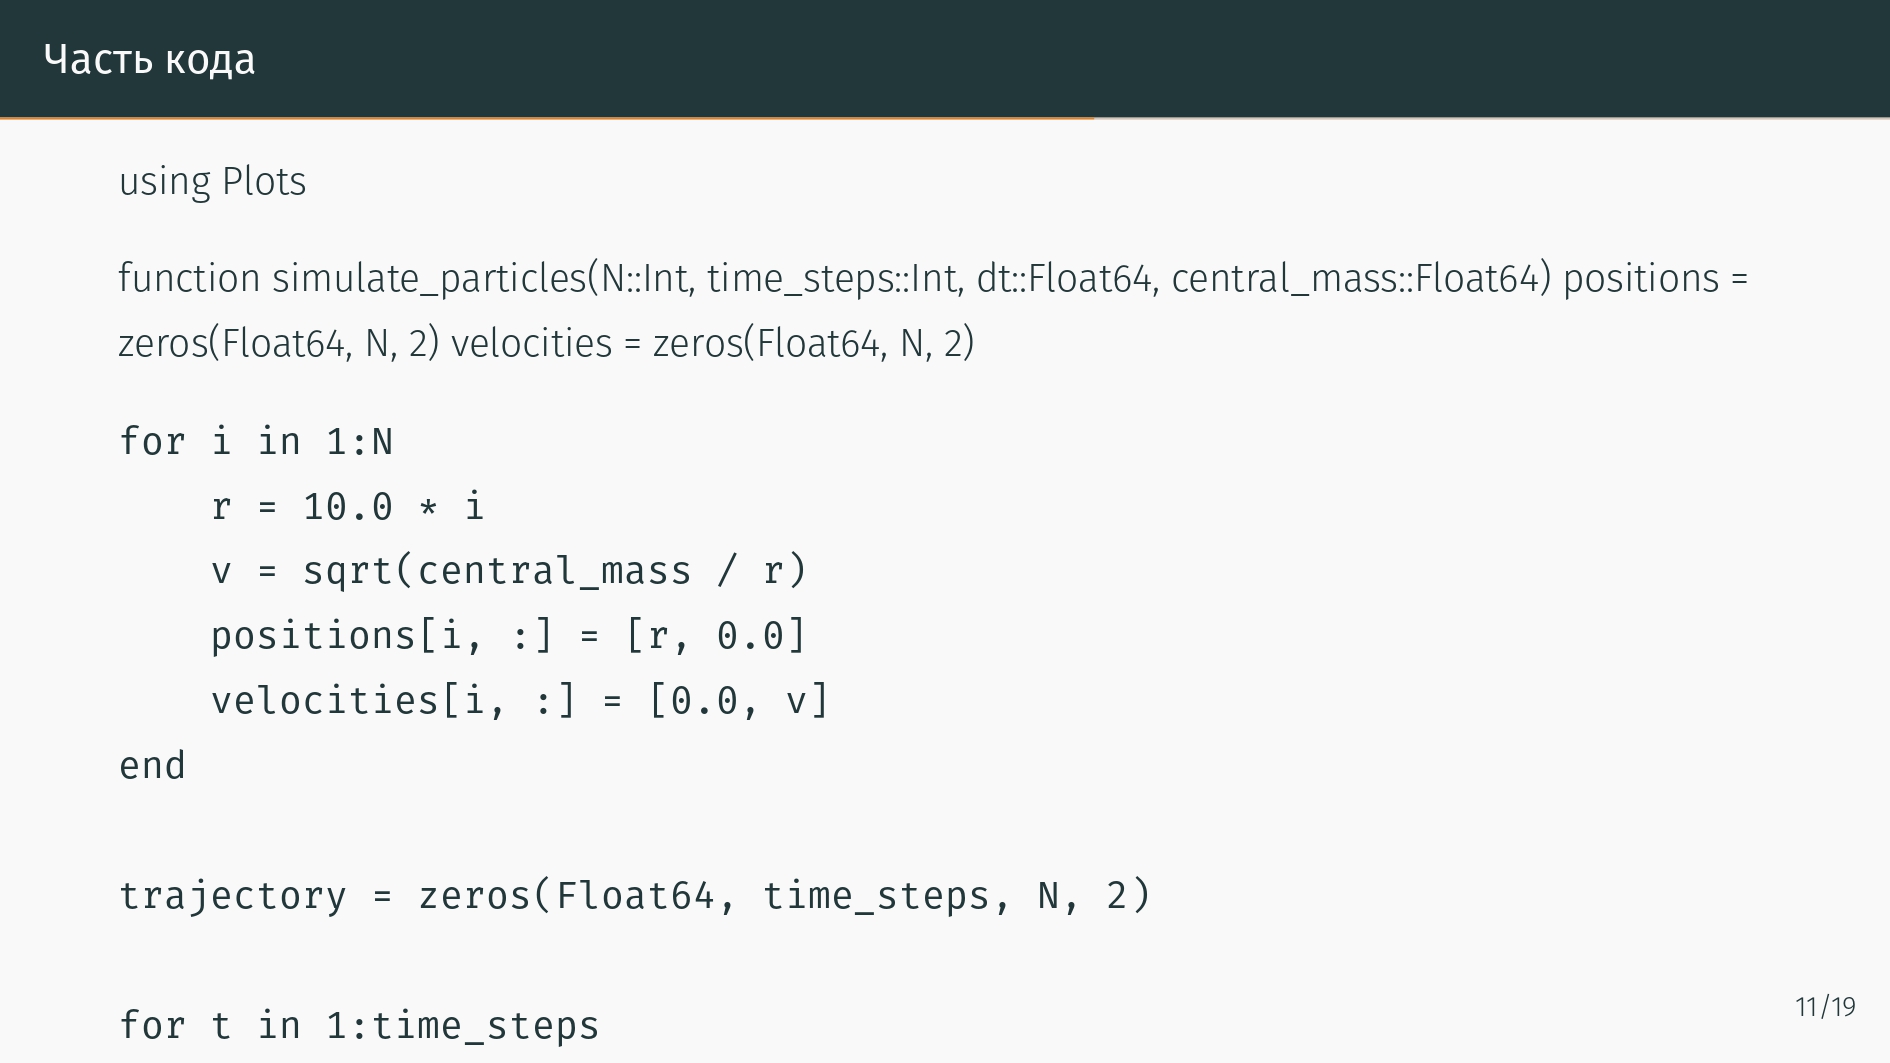 Часть кода
using Plots
function simulate_particles(N::Int, time_steps::Int, dt::Float64, central_mass::Float64) positions =
zeros(Float64, N, 2) velocities = zeros(Float64, N, 2)
for i in 1:N
    r = 10.0 * i
    v = sqrt(central_mass / r)
    positions[i, :] = [r, 0.0]
    velocities[i, :] = [0.0, v]
end
trajectory = zeros(Float64, time_steps, N, 2)
for t in 1:time_steps
11/19